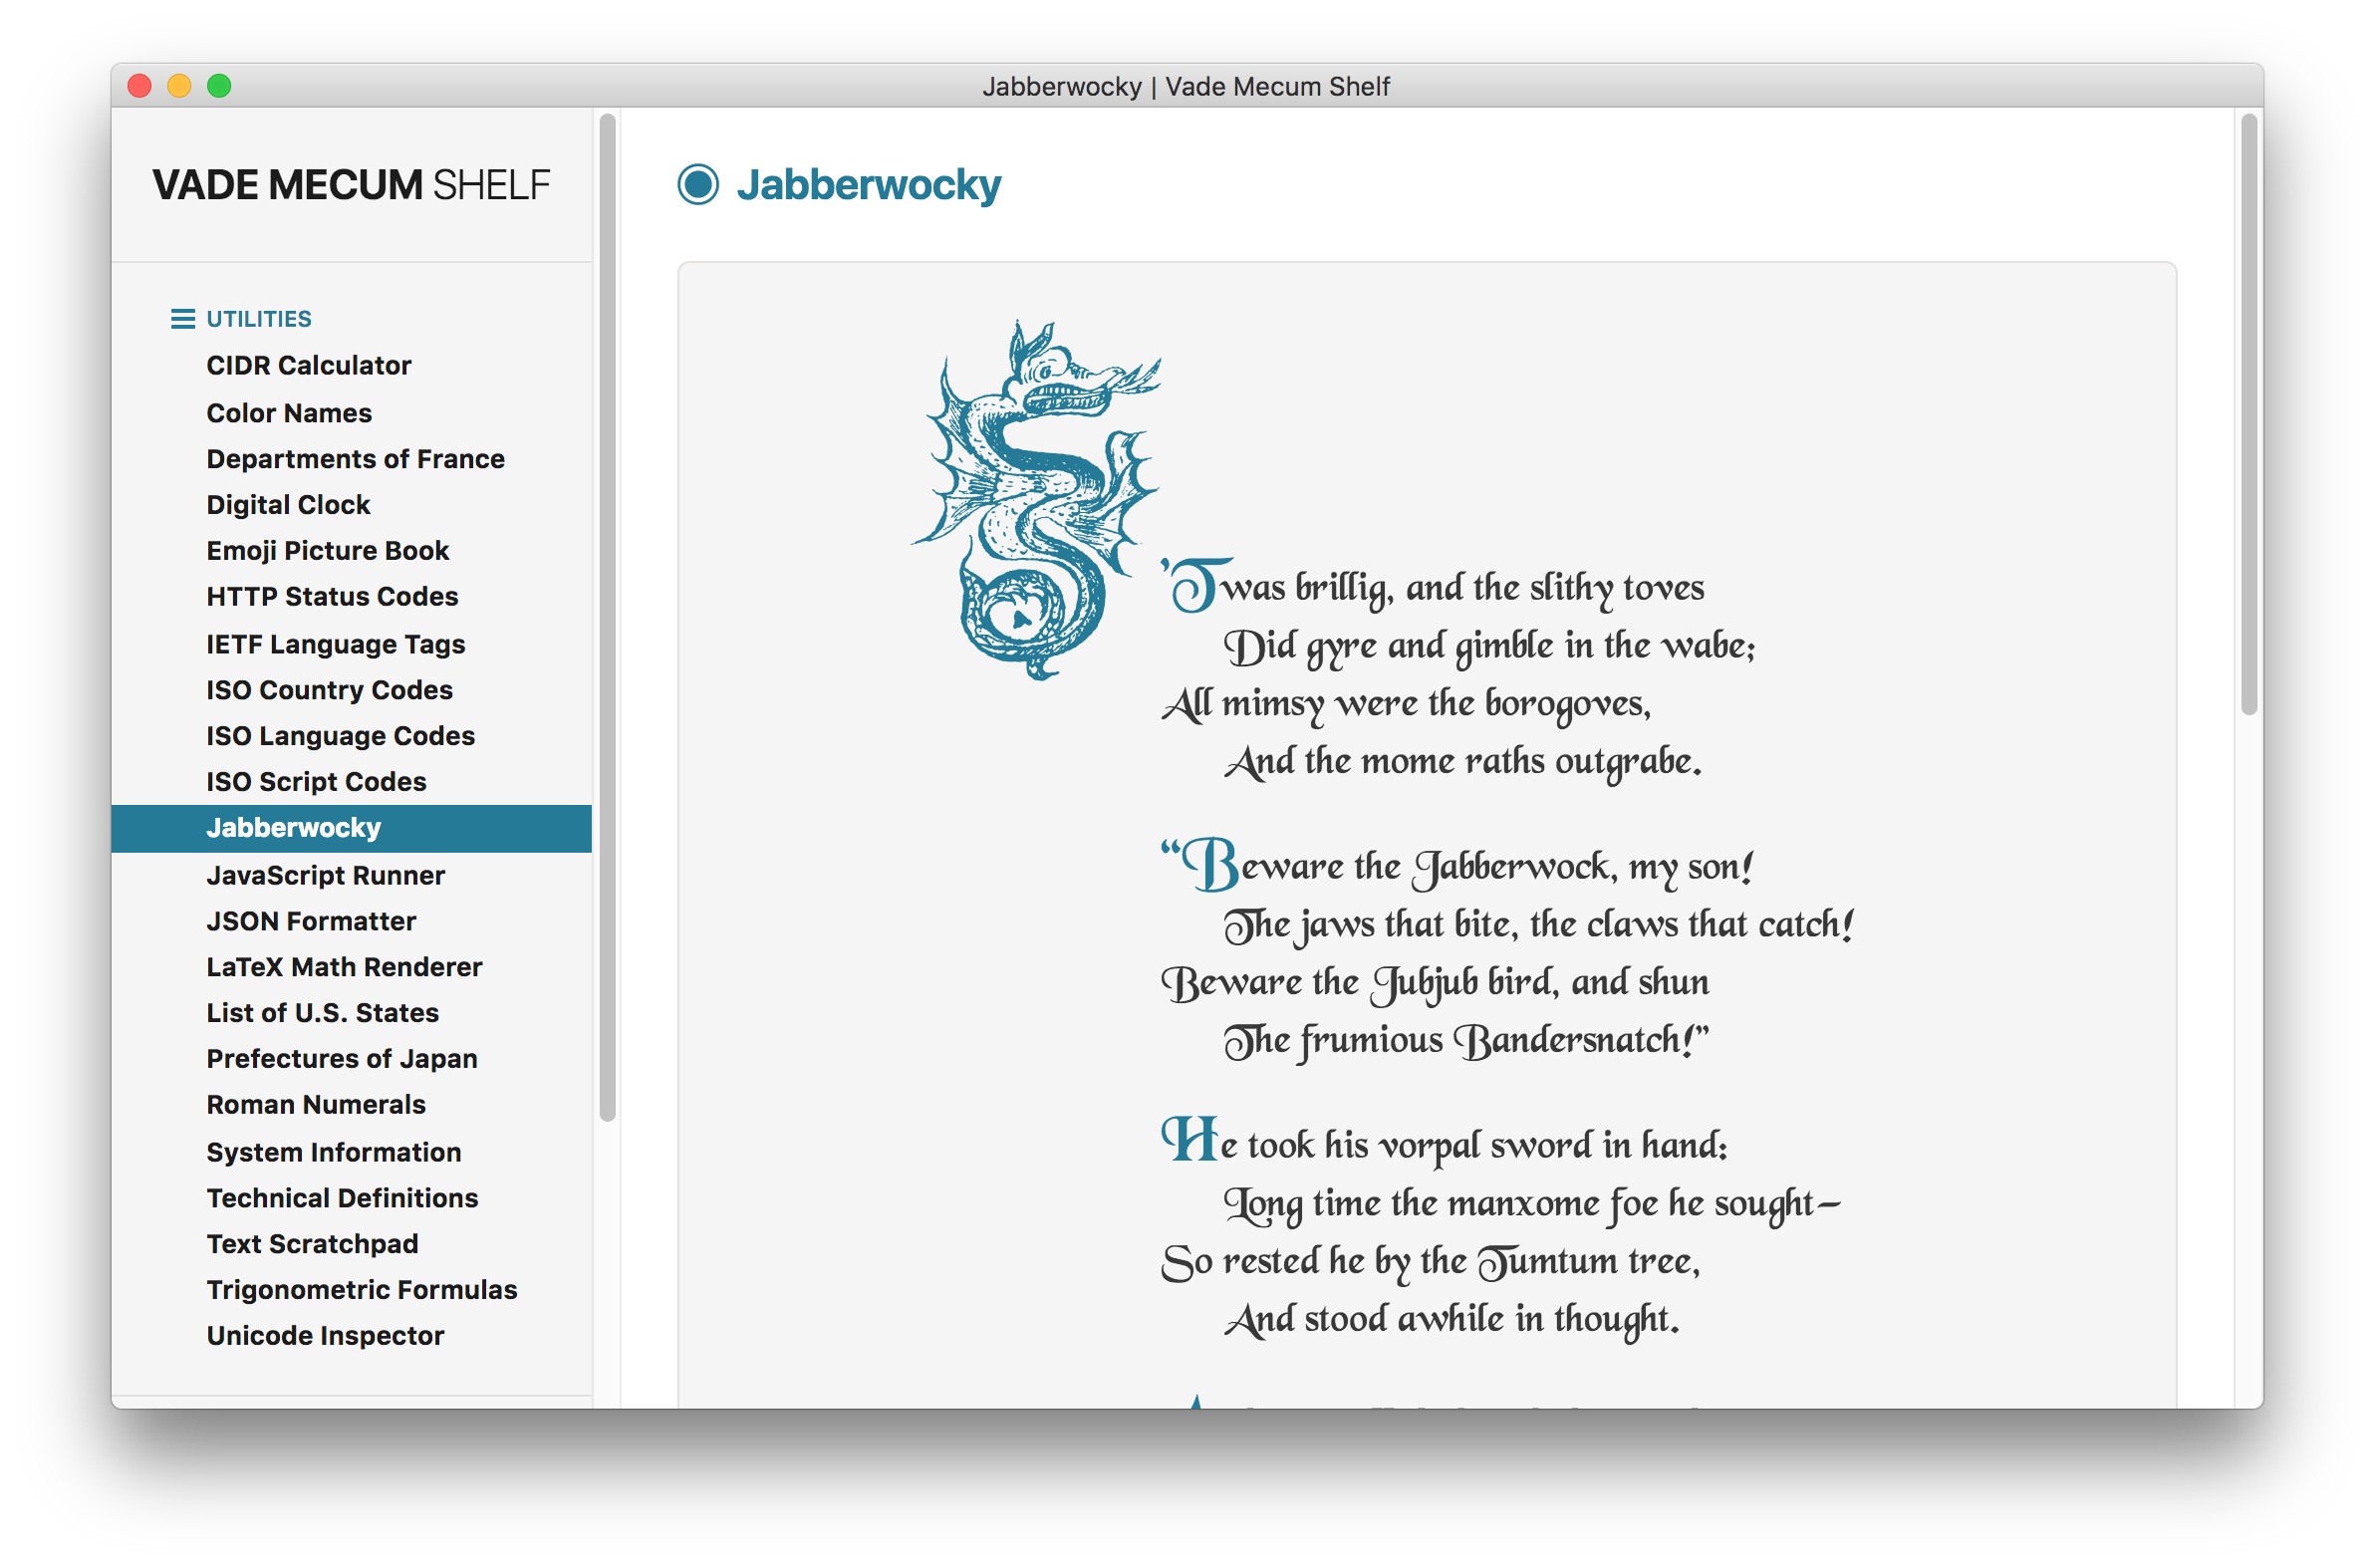 Jabberwocky | Vade Mecum Shelf
VADE MECUM SHELF
UTILITIES
CIDR Calculator
Color Names
Departments of France
Digital Clock
Emoji Picture Book
HTTP Status Codes
IETF Language Tags
ISO Country Codes
ISO Language Codes
ISO Script Codes
Jabberwocky
JavaScript Runner
JSON Formatter
LaTeX Math Renderer
List of U.S. States
Prefectures of Japan
Roman Numerals
System Information
Technical Definitions
Text Scratchpad
Trigonometric Formulas
Unicode Inspector
Jabberwocky
’Twas brillig, and the slithy toves
Did gyre and gimble in the wabe;
All mimsy were the borogoves,
And the mome raths outgrabe.
“Beware the Jabberwock, my son!
The jaws that bite, the claws that catch!
Beware the Jubjub bird, and shun
The frumious Bandersnatch!”
He took his vorpal sword in hand:
Long time the manxome foe he sought—
So rested he by the Tumtum tree,
And stood awhile in thought.